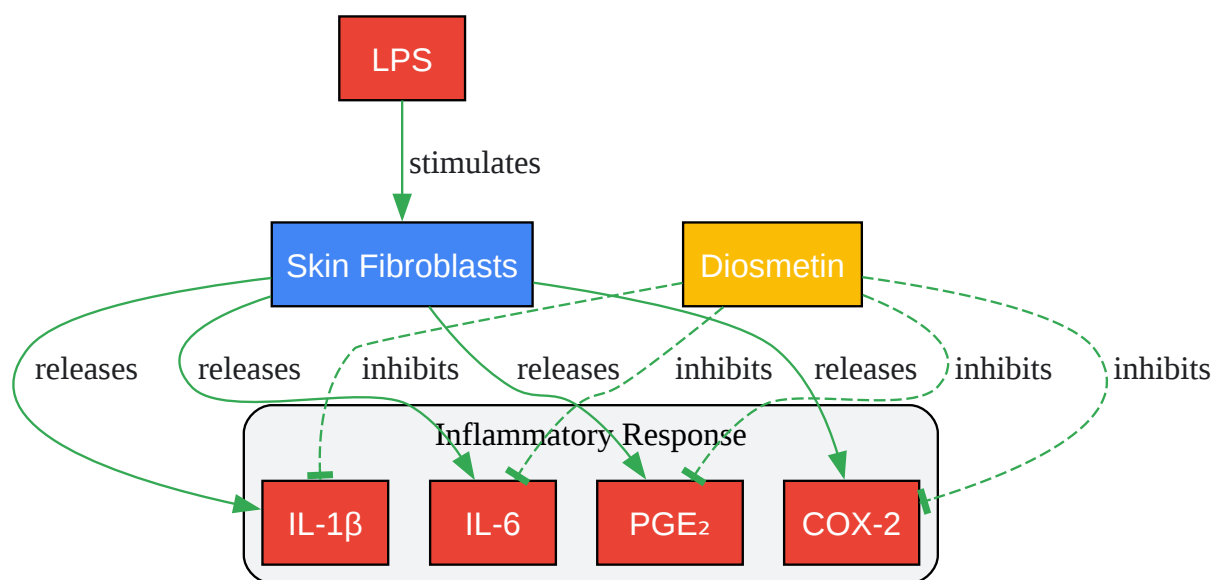 LPS
stimulates
Skin Fibroblasts
Diosmetin
releases
releases
inhibits
releases
inhibits
releases
inhibits
inhibits
Inflammatory Response
IL-1β
IL-6
PGE₂
COX-2